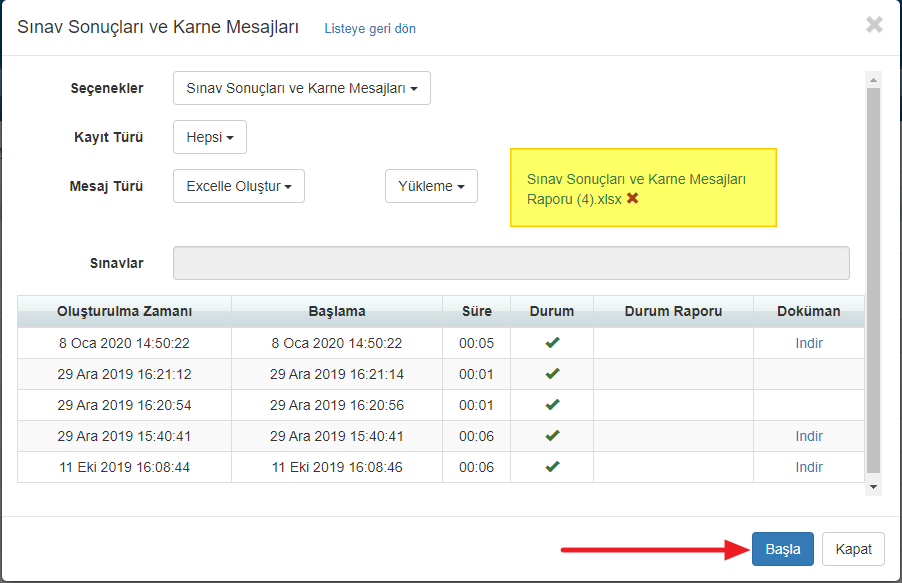 Sınav Sonuçları ve Karne Mesajları Listeye geri dön
Seçenekler Sınav Sonuçları ve Karne Mesajları
Kayıt Türü Hepsi
Mesaj Türü Excelle Oluştur Yükleme
Sınav Sonuçları ve Karne Mesajları
Raporu (4).xlsx
Sınavlar
Oluşturulma Zamanı Başlama Süre Durum Durum Raporu Doküman
8 Oca 2020 14:50:22 8 Oca 2020 14:50:22 00:05 Indir
29 Ara 2019 16:21:12 29 Ara 2019 16:21:14 00:01
29 Ara 2019 16:20:54 29 Ara 2019 16:20:56 00:01
29 Ara 2019 15:40:41 29 Ara 2019 15:40:41 00:06 Indir
11 Eki 2019 16:08:44 11 Eki 2019 16:08:46 00:06 Indir
Başla Kapat